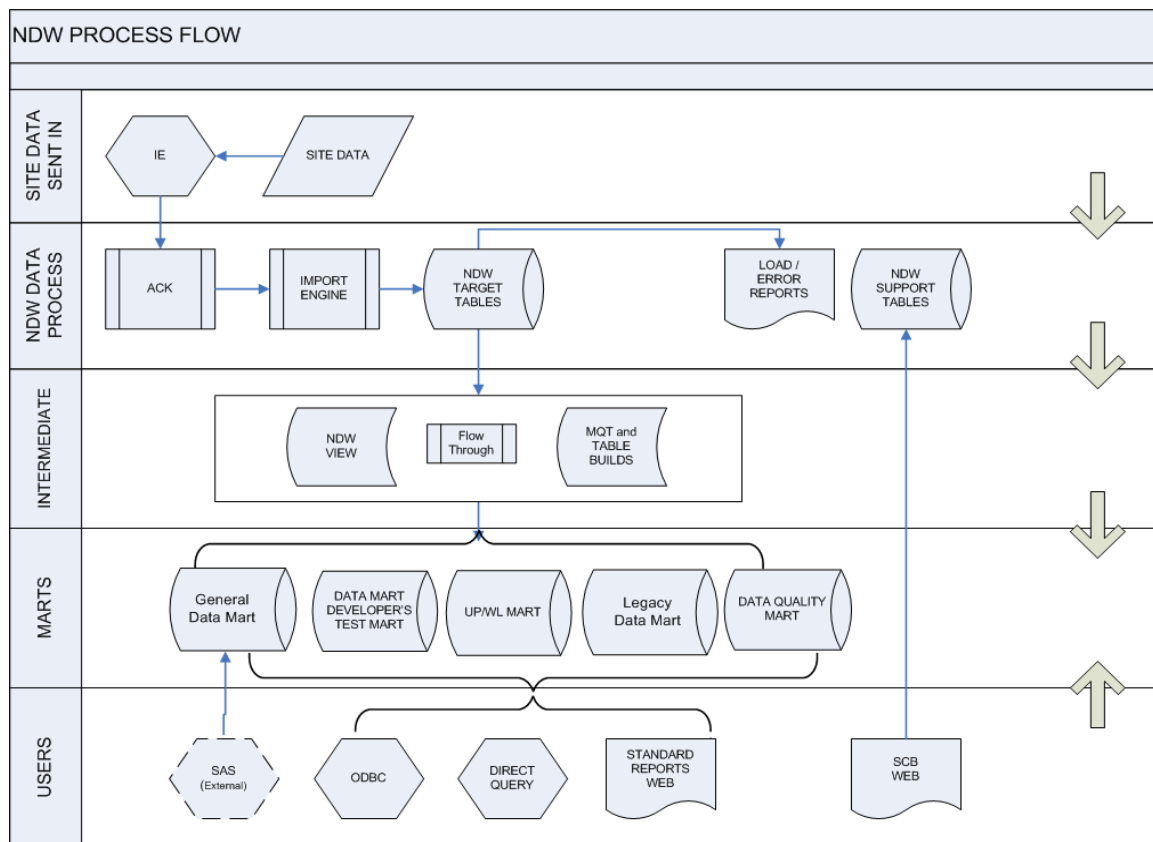 NDW PROCESS FLOW
SITE DATA
SENT IN
IE
SITE DATA
NDW DATA
PROCESS
ACK
IMPORT
ENGINE
NDW
TARGET
TABLES
LOAD /
ERROR
REPORTS
NDW
SUPPORT
TABLES
INTERMEDIATE
NDW
VIEW
Flow
Through
MQT and
TABLE
BUILDS
MARTS
General
Data Mart
DATA MART
DEVELOPER'S
TEST MART
UP/WL MART
Legacy
Data Mart
DATA QUALITY
MART
USERS
SAS
(External)
ODBC
DIRECT
QUERY
STANDARD
REPORTS
WEB
SCB
WEB